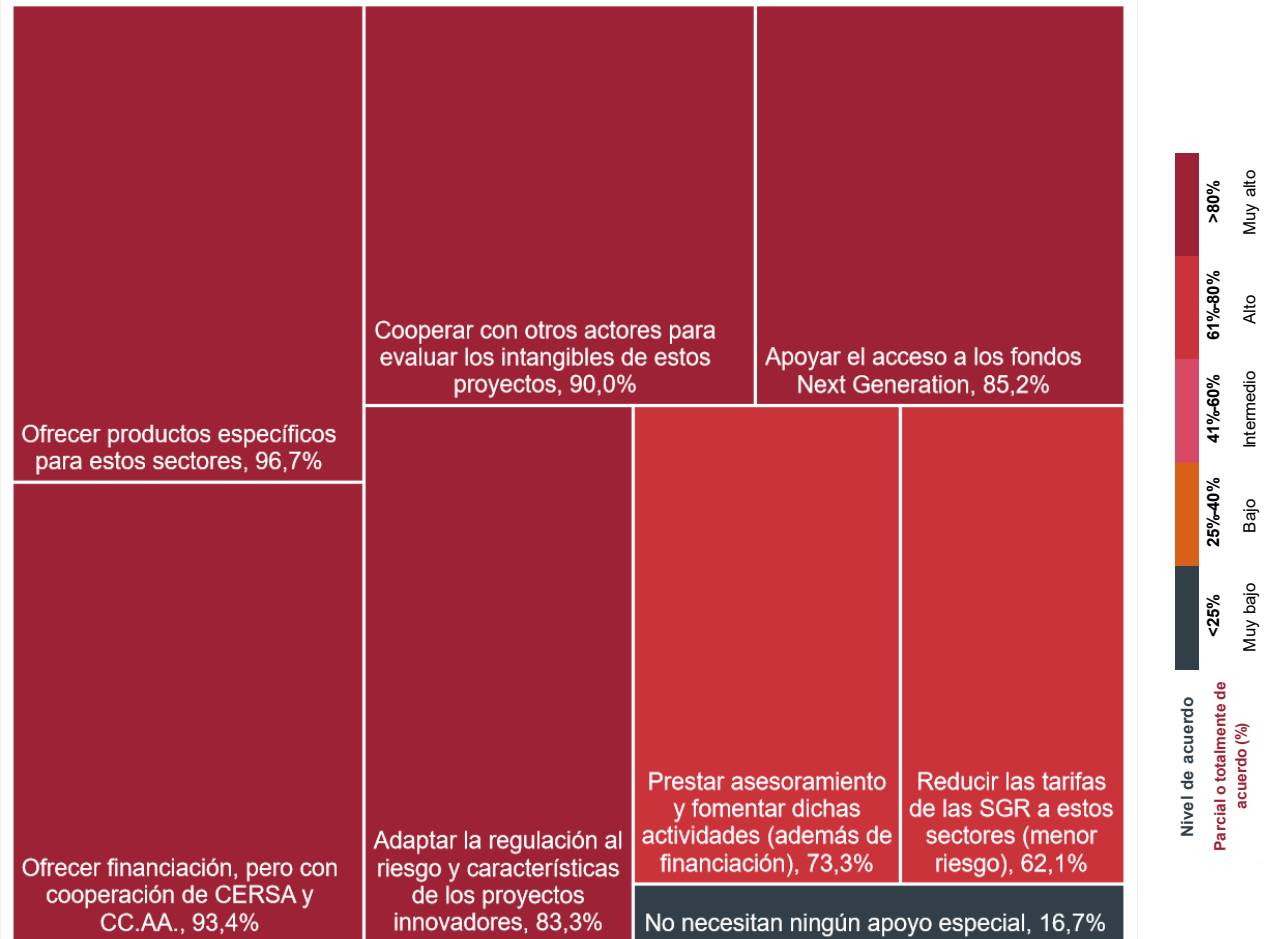 Ofrecer productos específicos
para estos sectores, 96,7%
Cooperar con otros actores para
evaluar los intangibles de estos
proyectos, 90,0%
Apoyar el acceso a los fondos
Next Generation, 85,2%
Ofrecer financiación, pero con
cooperación de CERSA y
CC.AA., 93,4%
Adaptar la regulación al
riesgo y características
de los proyectos
innovadores, 83,3%
Prestar asesoramiento
y fomentar dichas
actividades (además de
financiación), 73,3%
Reducir las tarifas
de las SGR a estos
sectores (menor
riesgo), 62,1%
No necesitan ningún apoyo especial, 16,7%
Nivel de acuerdo
Parcial o totalmente de
acuerdo (%)
<25%
25%-40%
41%-60%
61%-80%
>80%
Muy bajo
Bajo
Intermedio
Alto
Muy alto